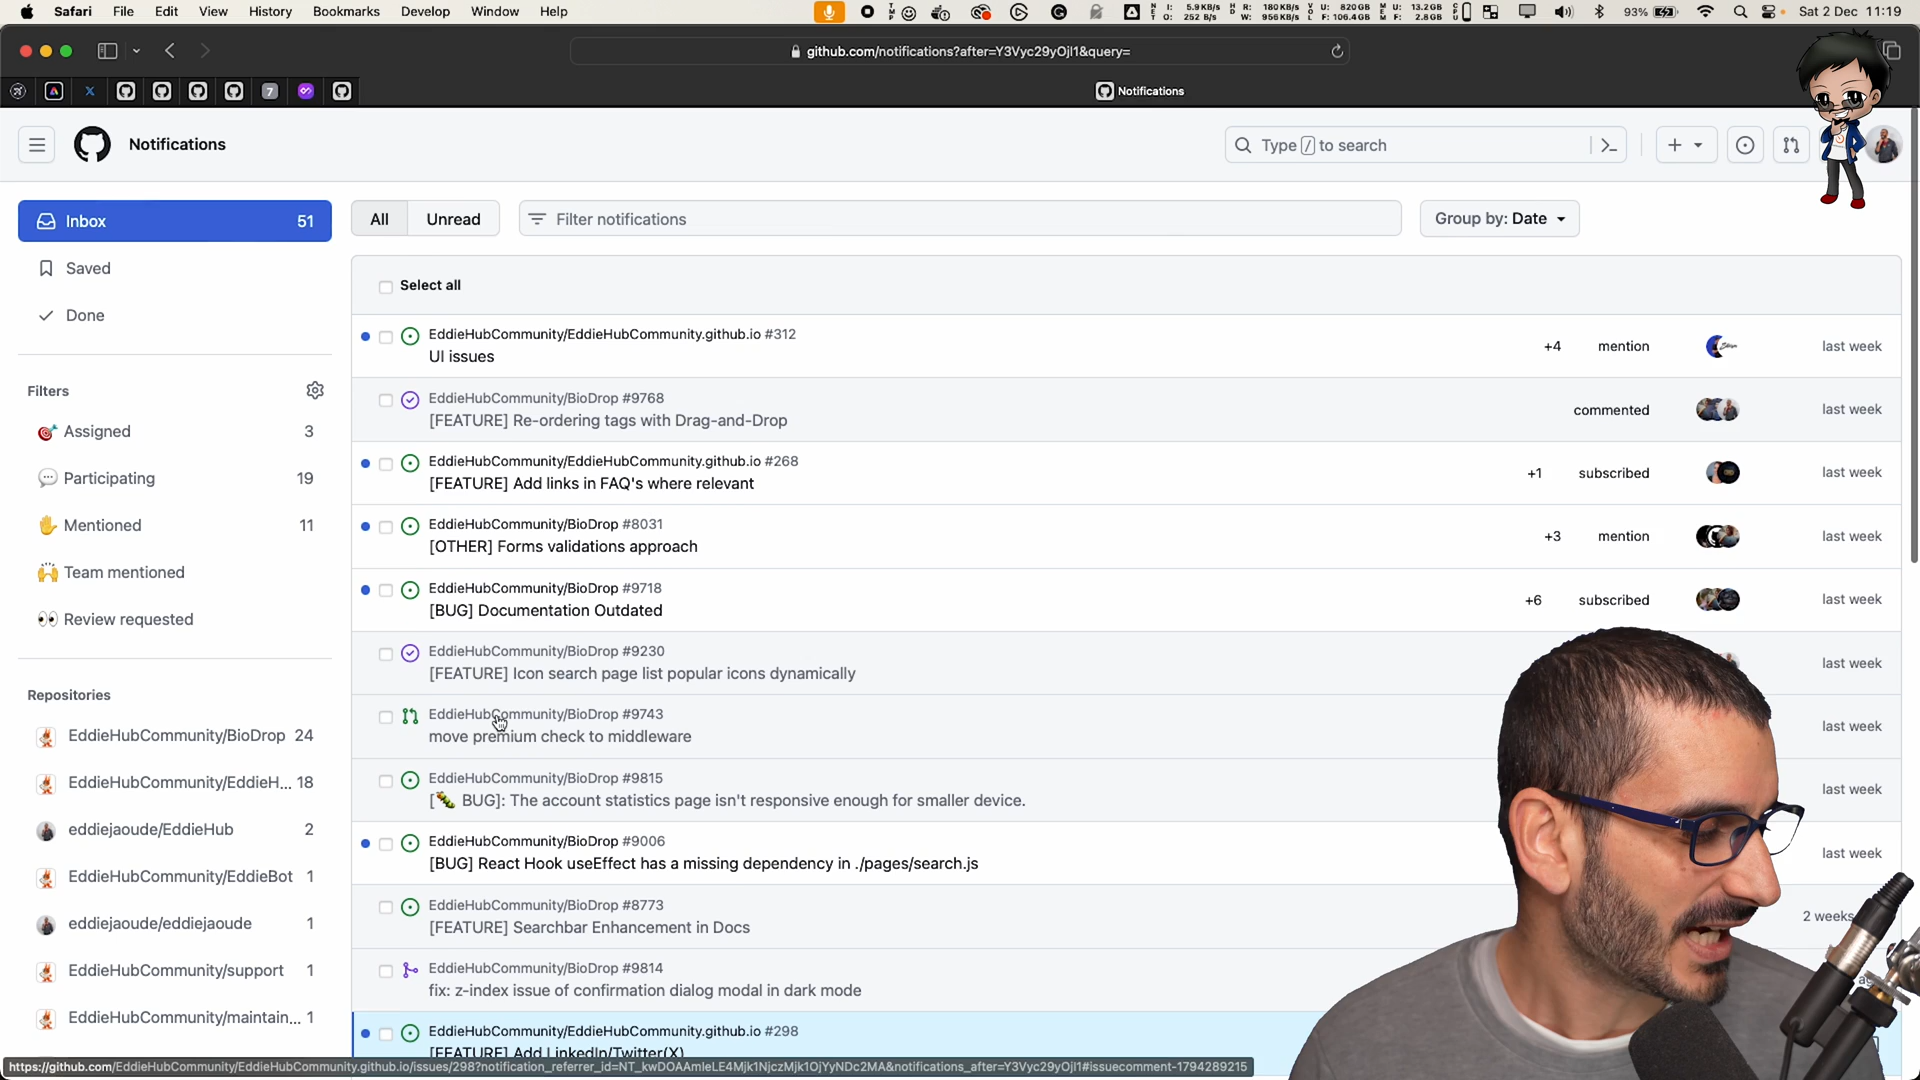 Safari File Edit View History Bookmarks Develop Window Help
93% Sat 2 Dec 11:19
github.com/notifications?after=Y3Vyc29yOjI1&query=
Notifications
Notifications
Type / to search
Inbox 51
All Unread
Filter notifications
Group by: Date
Saved
Done
Select all
EddieHubCommunity/EddieHubCommunity.github.io #312
UI issues
+4 mention last week
EddieHubCommunity/BioDrop #9768
[FEATURE] Re-ordering tags with Drag-and-Drop
commented last week
EddieHubCommunity/EddieHubCommunity.github.io #268
[FEATURE] Add links in FAQ's where relevant
+1 subscribed last week
EddieHubCommunity/BioDrop #8031
[OTHER] Forms validations approach
+3 mention last week
EddieHubCommunity/BioDrop #9718
[BUG] Documentation Outdated
+6 subscribed last week
EddieHubCommunity/BioDrop #9230
[FEATURE] Icon search page list popular icons dynamically
last week
EddieHubCommunity/BioDrop #9743
move premium check to middleware
last week
EddieHubCommunity/BioDrop #9815
[🐛 BUG]: The account statistics page isn't responsive enough for smaller device.
last week
EddieHubCommunity/BioDrop #9006
[BUG] React Hook useEffect has a missing dependency in ./pages/search.js
last week
EddieHubCommunity/BioDrop #8773
[FEATURE] Searchbar Enhancement in Docs
2 weeks
EddieHubCommunity/BioDrop #9814
fix: z-index issue of confirmation dialog modal in dark mode
EddieHubCommunity/EddieHubCommunity.github.io #298
[FEATURE] Add LinkedIn/Twitter(X)
Filters
Assigned 3
Participating 19
Mentioned 11
Team mentioned
Review requested
Repositories
EddieHubCommunity/BioDrop 24
EddieHubCommunity/EddieH... 18
eddiejaoude/EddieHub 2
EddieHubCommunity/EddieBot 1
eddiejaoude/eddiejaoude 1
EddieHubCommunity/support 1
EddieHubCommunity/maintain... 1